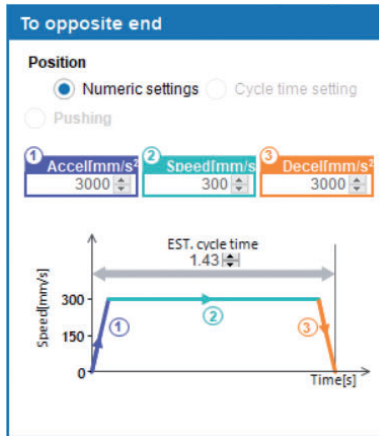 To opposite end
Position
Numeric settings Cycle time setting
Pushing
1 2 3
Accel[mm/s² Speed[mm/s Decel[mm/s²
3000 300 3000
EST. cycle time
1.43
Speed[mm/s]
300
150
0
1 2 3
Time[s]